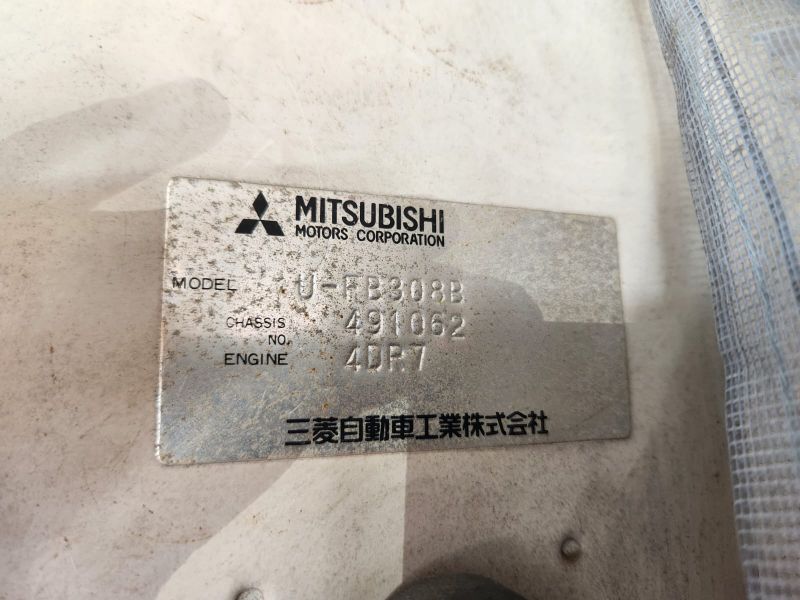 MITSUBISHI
MOTORS CORPORATION
MODEL U-FB308B
CHASSIS NO. 491062
ENGINE 4DR7
三菱自動車工業株式会社